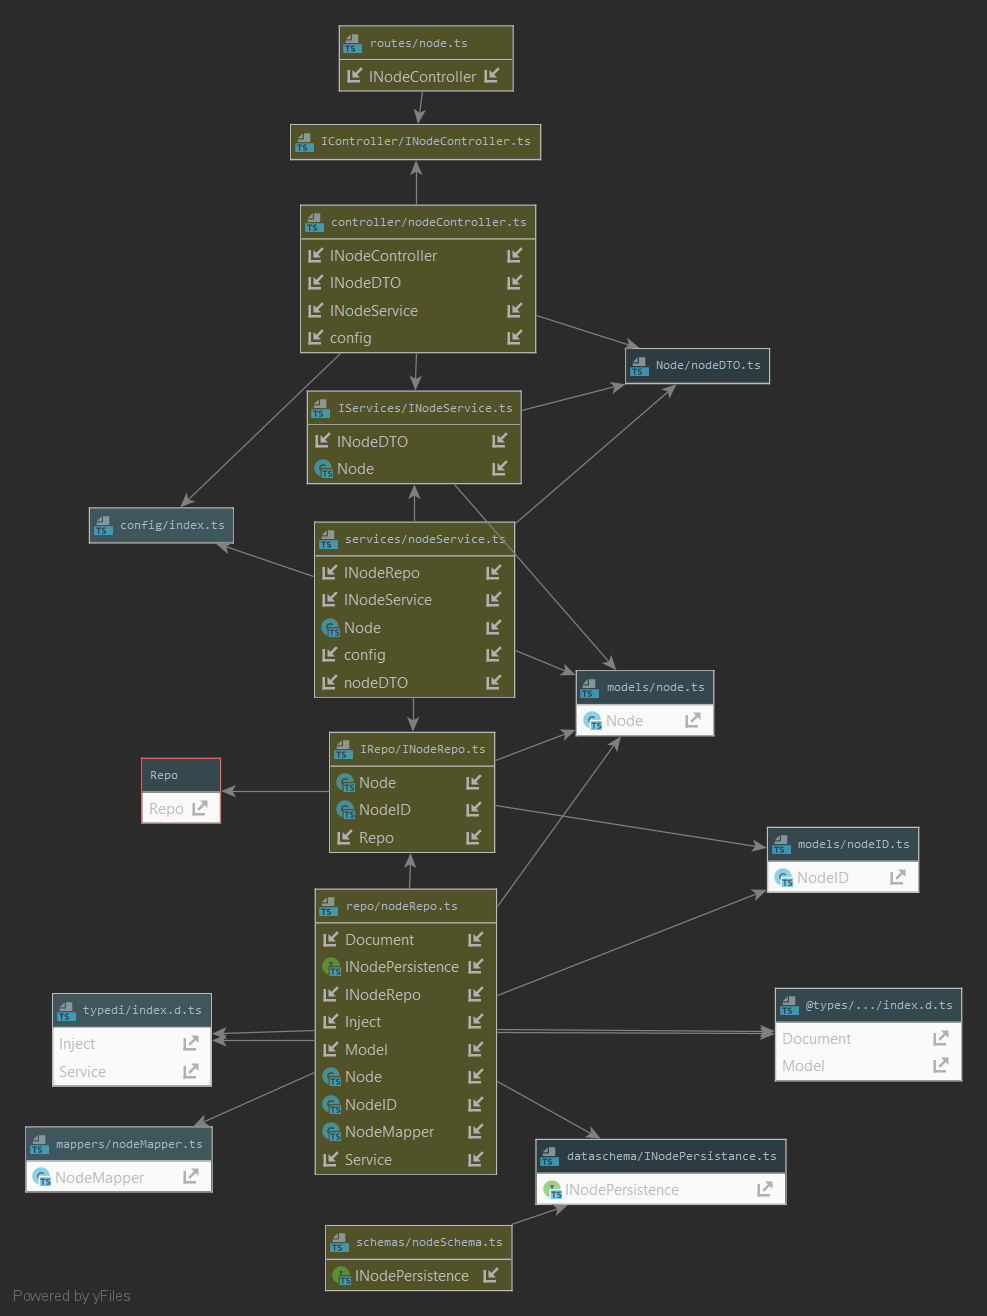 routes/node.ts
INodeController
IController/INodeController.ts
controller/nodeController.ts
INodeController
INodeDTO
INodeService
config
Node/nodeDTO.ts
IServices/INodeService.ts
INodeDTO
Node
config/index.ts
services/nodeService.ts
INodeRepo
INodeService
Node
config
nodeDTO
models/node.ts
Node
IRepo/INodeRepo.ts
Node
NodeID
Repo
Repo
Repo
models/nodeID.ts
NodeID
repo/nodeRepo.ts
Document
INodePersistence
INodeRepo
Inject
Model
Node
NodeID
NodeMapper
Service
typedi/index.d.ts
Inject
Service
@types/.../index.d.ts
Document
Model
mappers/nodeMapper.ts
NodeMapper
dataschema/INodePersistance.ts
INodePersistence
schemas/nodeSchema.ts
INodePersistence
Powered by yFiles